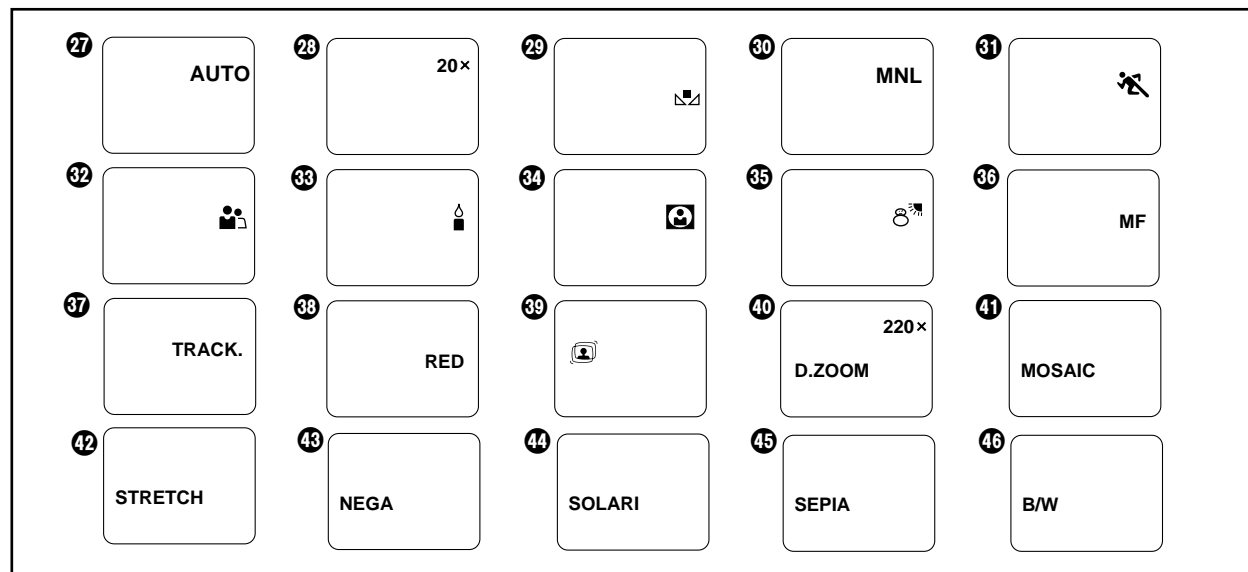 27 AUTO
28 20×
29
30 MNL
31
32
33
34
35
36 MF
37 TRACK.
38 RED
39
40 220×
D.ZOOM
41 MOSAIC
42 STRETCH
43 NEGA
44 SOLARI
45 SEPIA
46 B/W